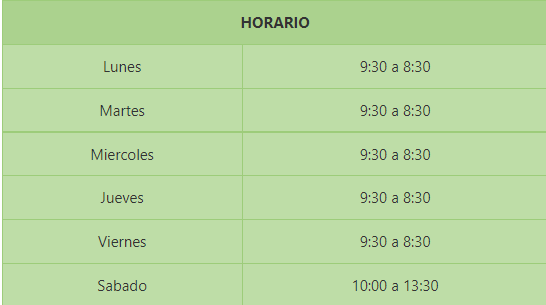 HORARIO
Lunes 9:30 a 8:30
Martes 9:30 a 8:30
Miercoles 9:30 a 8:30
Jueves 9:30 a 8:30
Viernes 9:30 a 8:30
Sabado 10:00 a 13:30